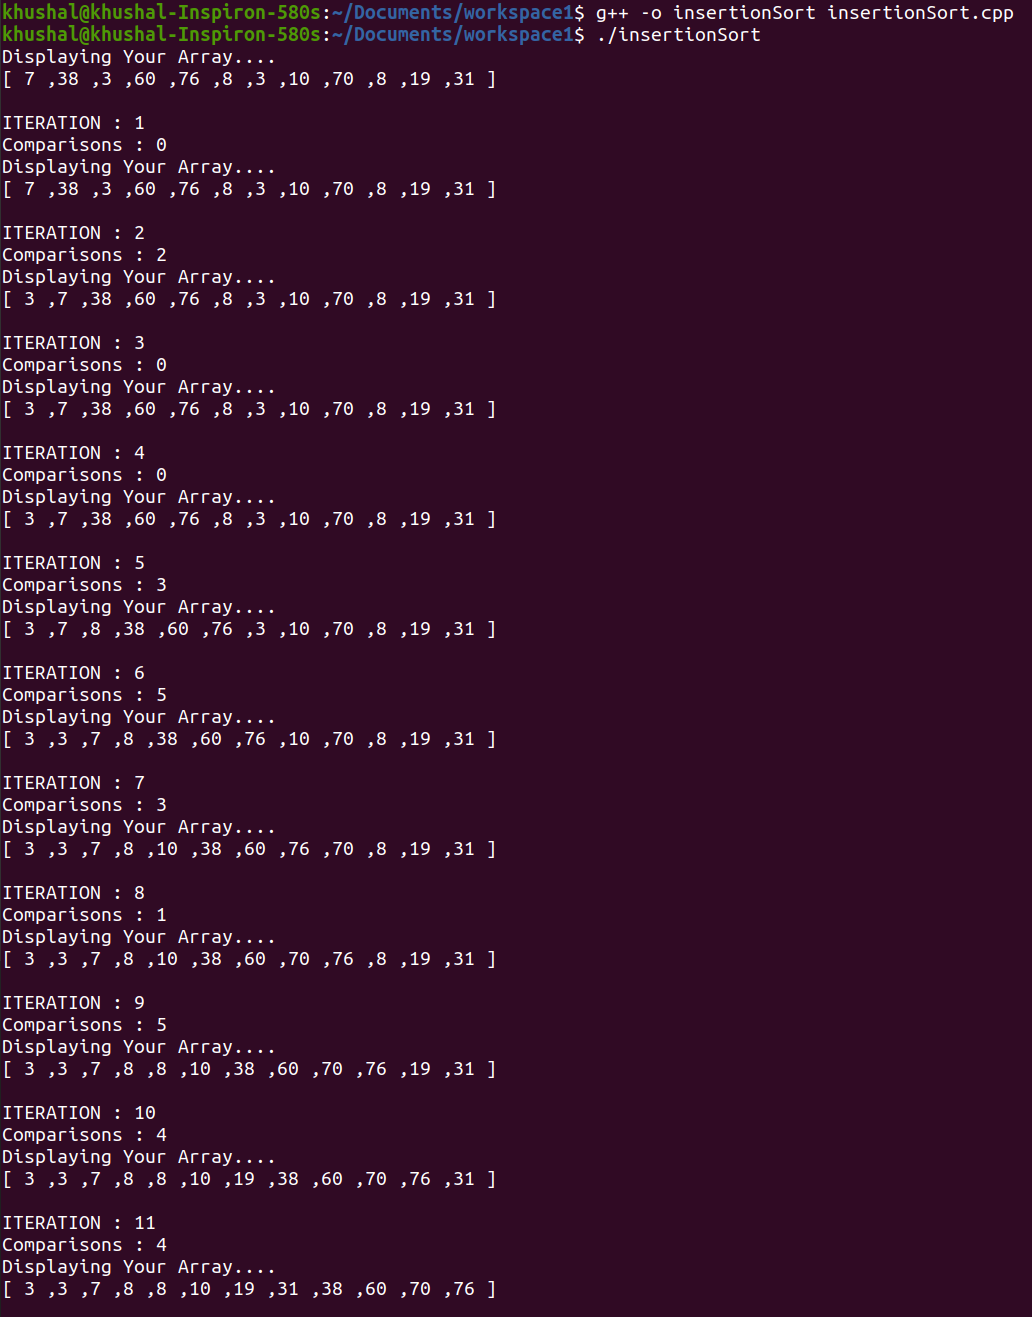 khushal@khushal-Inspiron-580s:~/Documents/workspace1$ g++ -o insertionSort insertionSort.cpp
khushal@khushal-Inspiron-580s:~/Documents/workspace1$ ./insertionSort
Displaying Your Array....
[ 7 ,38 ,3 ,60 ,76 ,8 ,3 ,10 ,70 ,8 ,19 ,31 ]

ITERATION : 1
Comparisons : 0
Displaying Your Array....
[ 7 ,38 ,3 ,60 ,76 ,8 ,3 ,10 ,70 ,8 ,19 ,31 ]

ITERATION : 2
Comparisons : 2
Displaying Your Array....
[ 3 ,7 ,38 ,60 ,76 ,8 ,3 ,10 ,70 ,8 ,19 ,31 ]

ITERATION : 3
Comparisons : 0
Displaying Your Array....
[ 3 ,7 ,38 ,60 ,76 ,8 ,3 ,10 ,70 ,8 ,19 ,31 ]

ITERATION : 4
Comparisons : 0
Displaying Your Array....
[ 3 ,7 ,38 ,60 ,76 ,8 ,3 ,10 ,70 ,8 ,19 ,31 ]

ITERATION : 5
Comparisons : 3
Displaying Your Array....
[ 3 ,7 ,8 ,38 ,60 ,76 ,3 ,10 ,70 ,8 ,19 ,31 ]

ITERATION : 6
Comparisons : 5
Displaying Your Array....
[ 3 ,3 ,7 ,8 ,38 ,60 ,76 ,10 ,70 ,8 ,19 ,31 ]

ITERATION : 7
Comparisons : 3
Displaying Your Array....
[ 3 ,3 ,7 ,8 ,10 ,38 ,60 ,76 ,70 ,8 ,19 ,31 ]

ITERATION : 8
Comparisons : 1
Displaying Your Array....
[ 3 ,3 ,7 ,8 ,10 ,38 ,60 ,70 ,76 ,8 ,19 ,31 ]

ITERATION : 9
Comparisons : 5
Displaying Your Array....
[ 3 ,3 ,7 ,8 ,8 ,10 ,38 ,60 ,70 ,76 ,19 ,31 ]

ITERATION : 10
Comparisons : 4
Displaying Your Array....
[ 3 ,3 ,7 ,8 ,8 ,10 ,19 ,38 ,60 ,70 ,76 ,31 ]

ITERATION : 11
Comparisons : 4
Displaying Your Array....
[ 3 ,3 ,7 ,8 ,8 ,10 ,19 ,31 ,38 ,60 ,70 ,76 ]